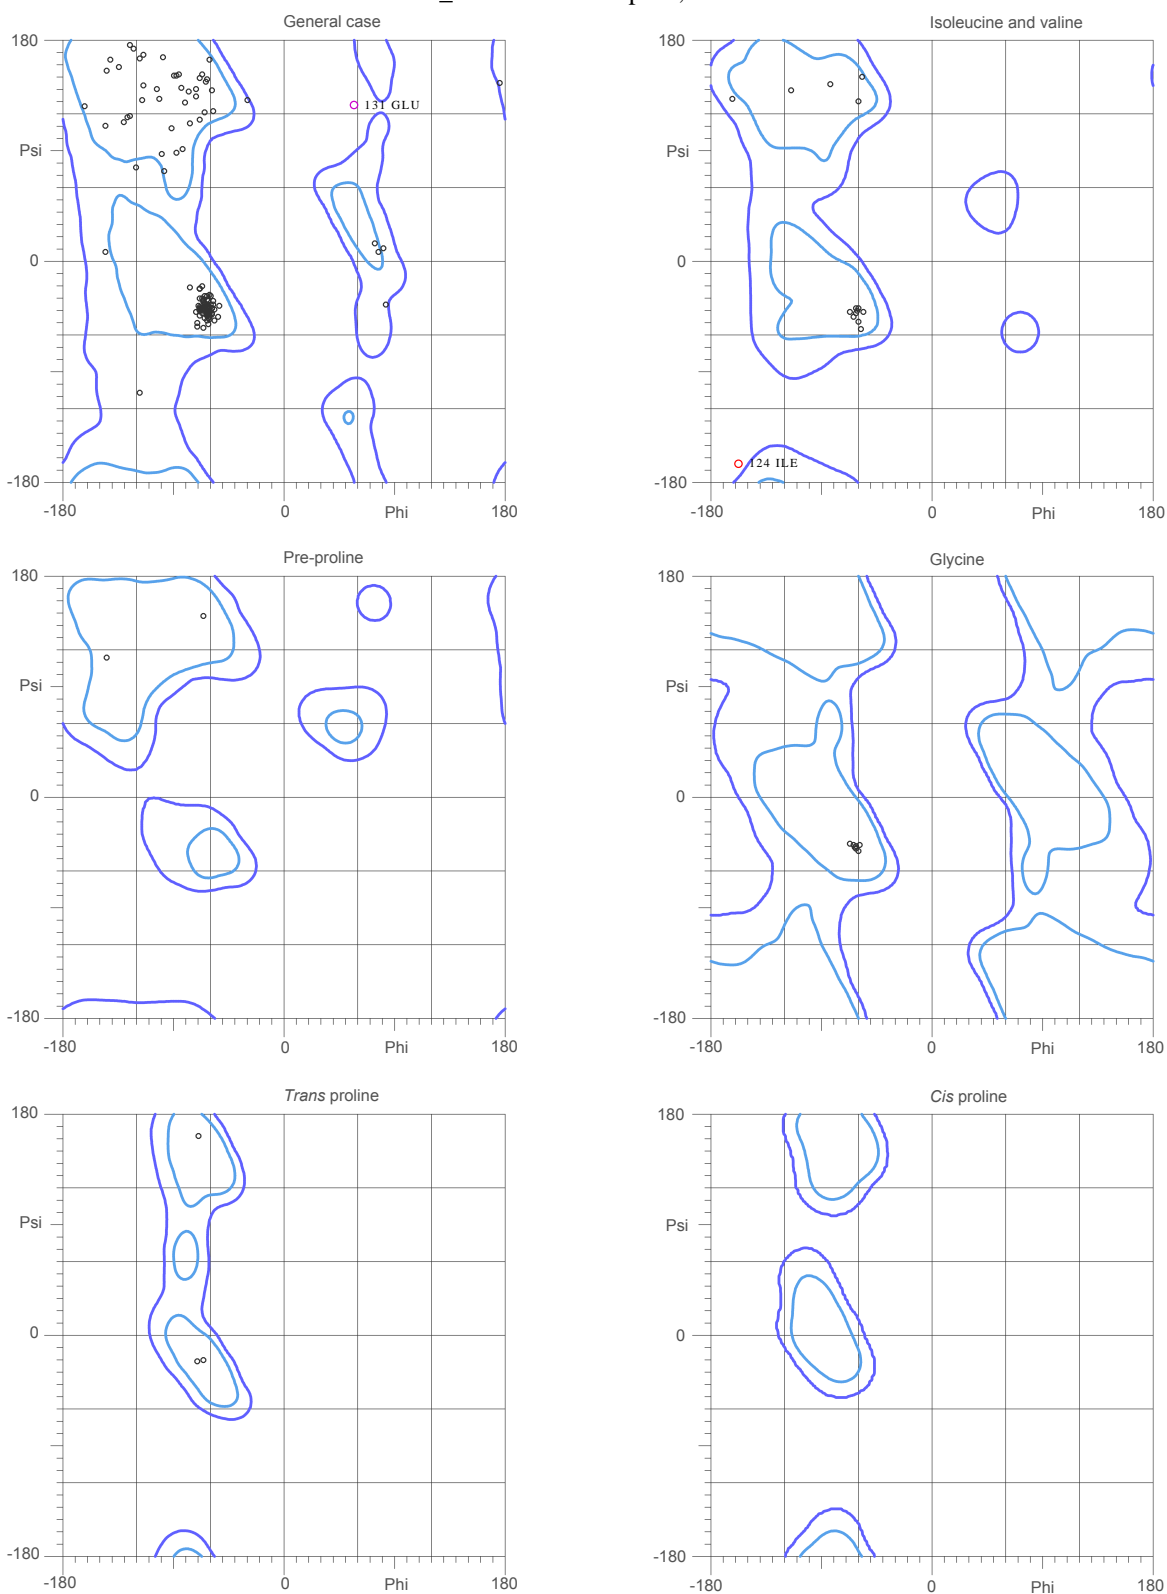 General case
Isoleucine and valine
180
131 GLU
Psi
0
-180
-180
0
Phi
180
180
Psi
0
124 ILE
-180
-180
0
Phi
180
Pre-proline
Glycine
180
Psi
0
-180
-180
0
Phi
180
180
Psi
0
-180
-180
0
Phi
180
Trans proline
Cis proline
180
Psi
0
-180
-180
0
Phi
180
180
Psi
0
-180
-180
0
Phi
180